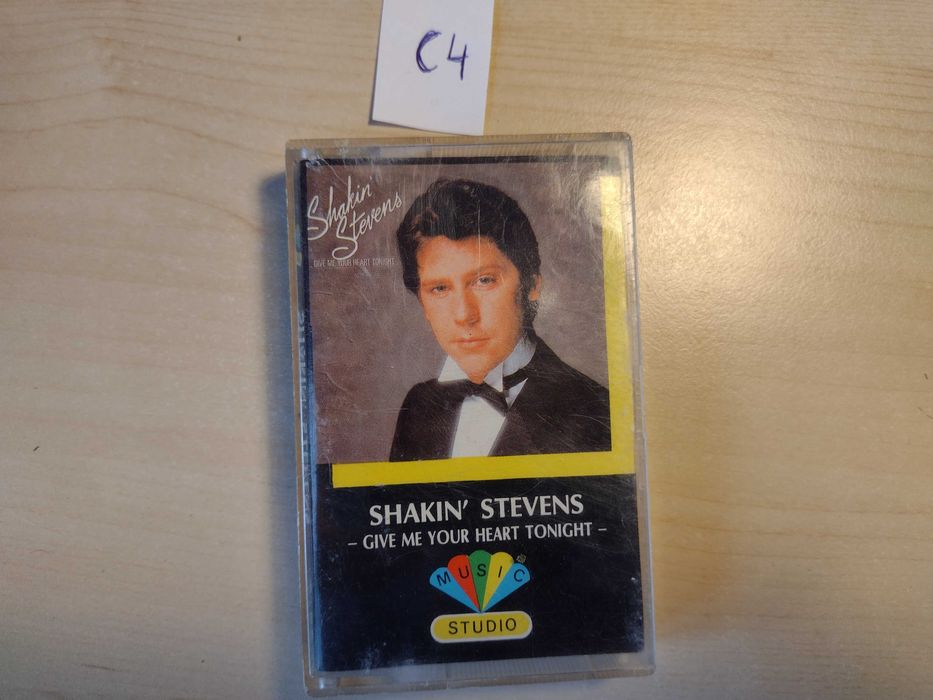 C4
Shakin'
Stevens
GIVE ME YOUR HEART TONIGHT
SHAKIN' STEVENS
– GIVE ME YOUR HEART TONIGHT –
MUSIC
STUDIO